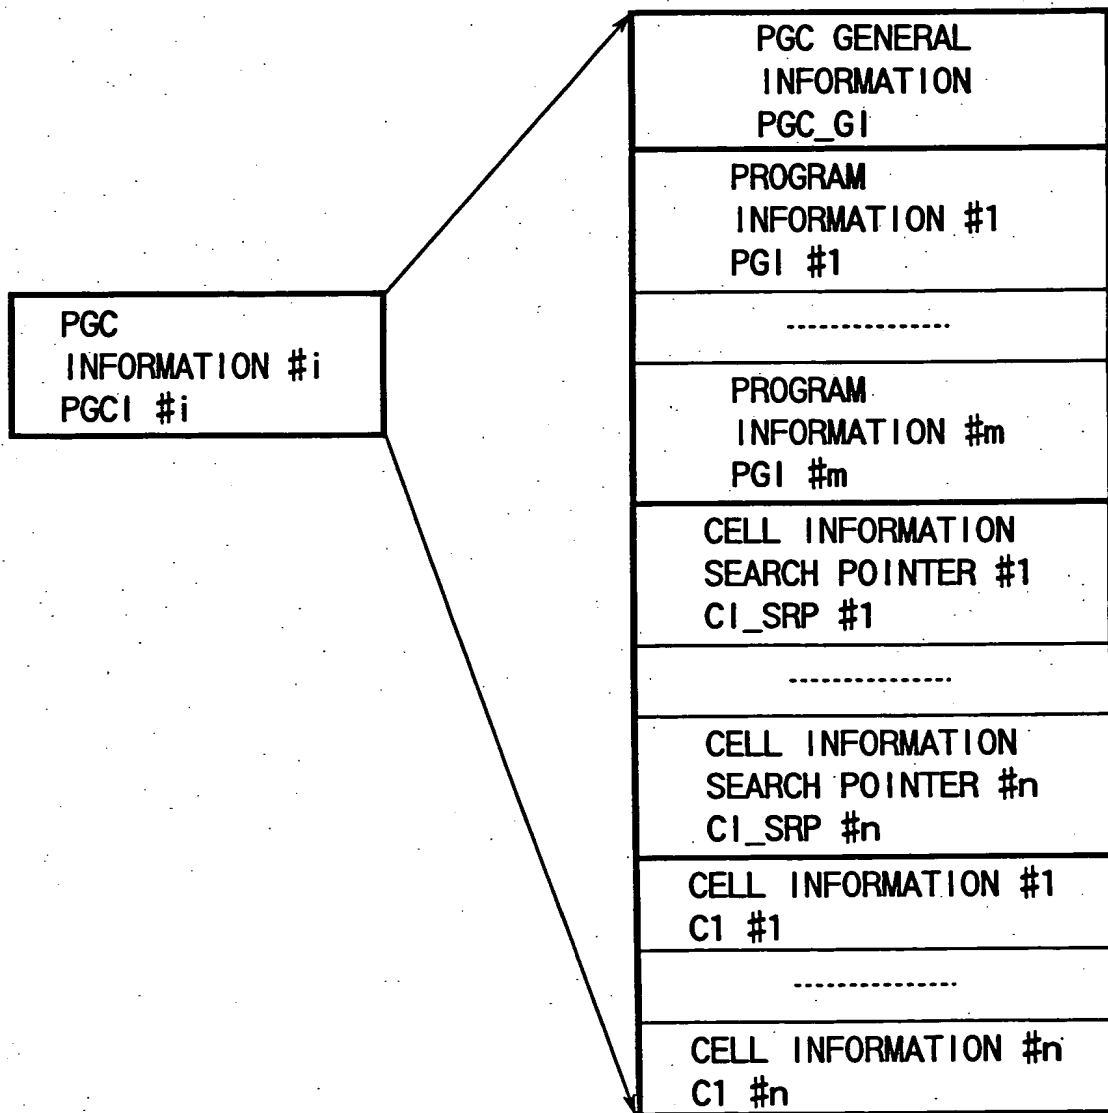 PGC
INFORMATION #i
PGCI #i
PGC GENERAL
INFORMATION
PGC_GI
PROGRAM
INFORMATION #1
PGI #1
---------------
PROGRAM
INFORMATION #m
PGI #m
CELL INFORMATION
SEARCH POINTER #1
CI_SRP #1
---------------
CELL INFORMATION
SEARCH POINTER #n
CI_SRP #n
CELL INFORMATION #1
C1 #1
---------------
CELL INFORMATION #n
C1 #n